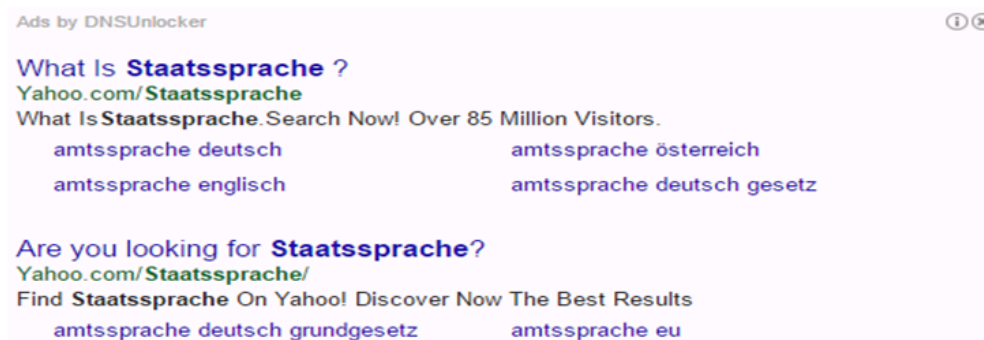 Ads by DNSUnlocker
What Is Staatssprache ?
Yahoo.com/Staatssprache
What Is Staatssprache.Search Now! Over 85 Million Visitors.
amtssprache deutsch amtssprache österreich
amtssprache englisch amtssprache deutsch gesetz
Are you looking for Staatssprache?
Yahoo.com/Staatssprache/
Find Staatssprache On Yahoo! Discover Now The Best Results
amtssprache deutsch grundgesetz amtssprache eu